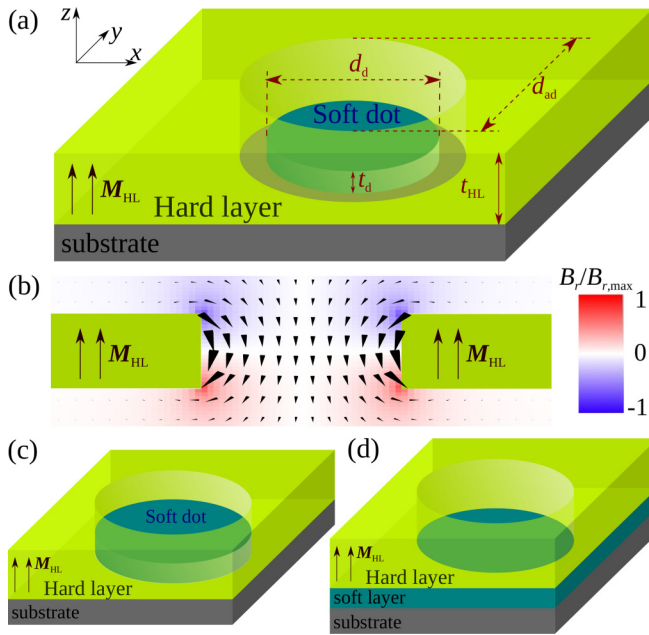 (a)
z
y
x
d_d
d_ad
Soft dot
t_d
t_HL
M_HL
Hard layer
substrate
(b)
B_r/B_r,max
M_HL
M_HL
1
0
-1
(c)
(d)
Soft dot
M_HL
Hard layer
substrate
M_HL
Hard layer
soft layer
substrate